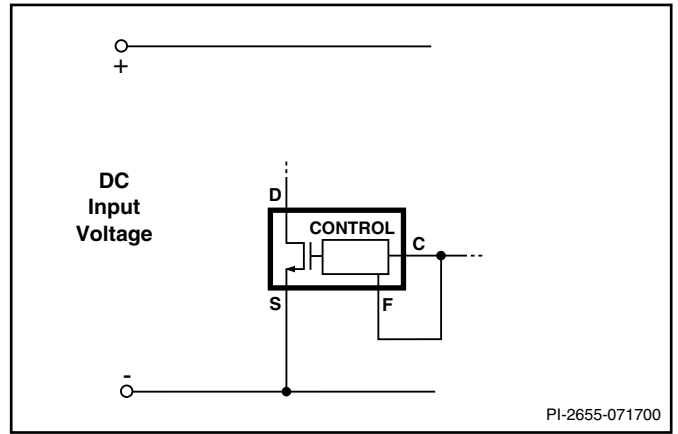 +
DC
Input
Voltage
D
CONTROL
C
S
F
-
PI-2655-071700